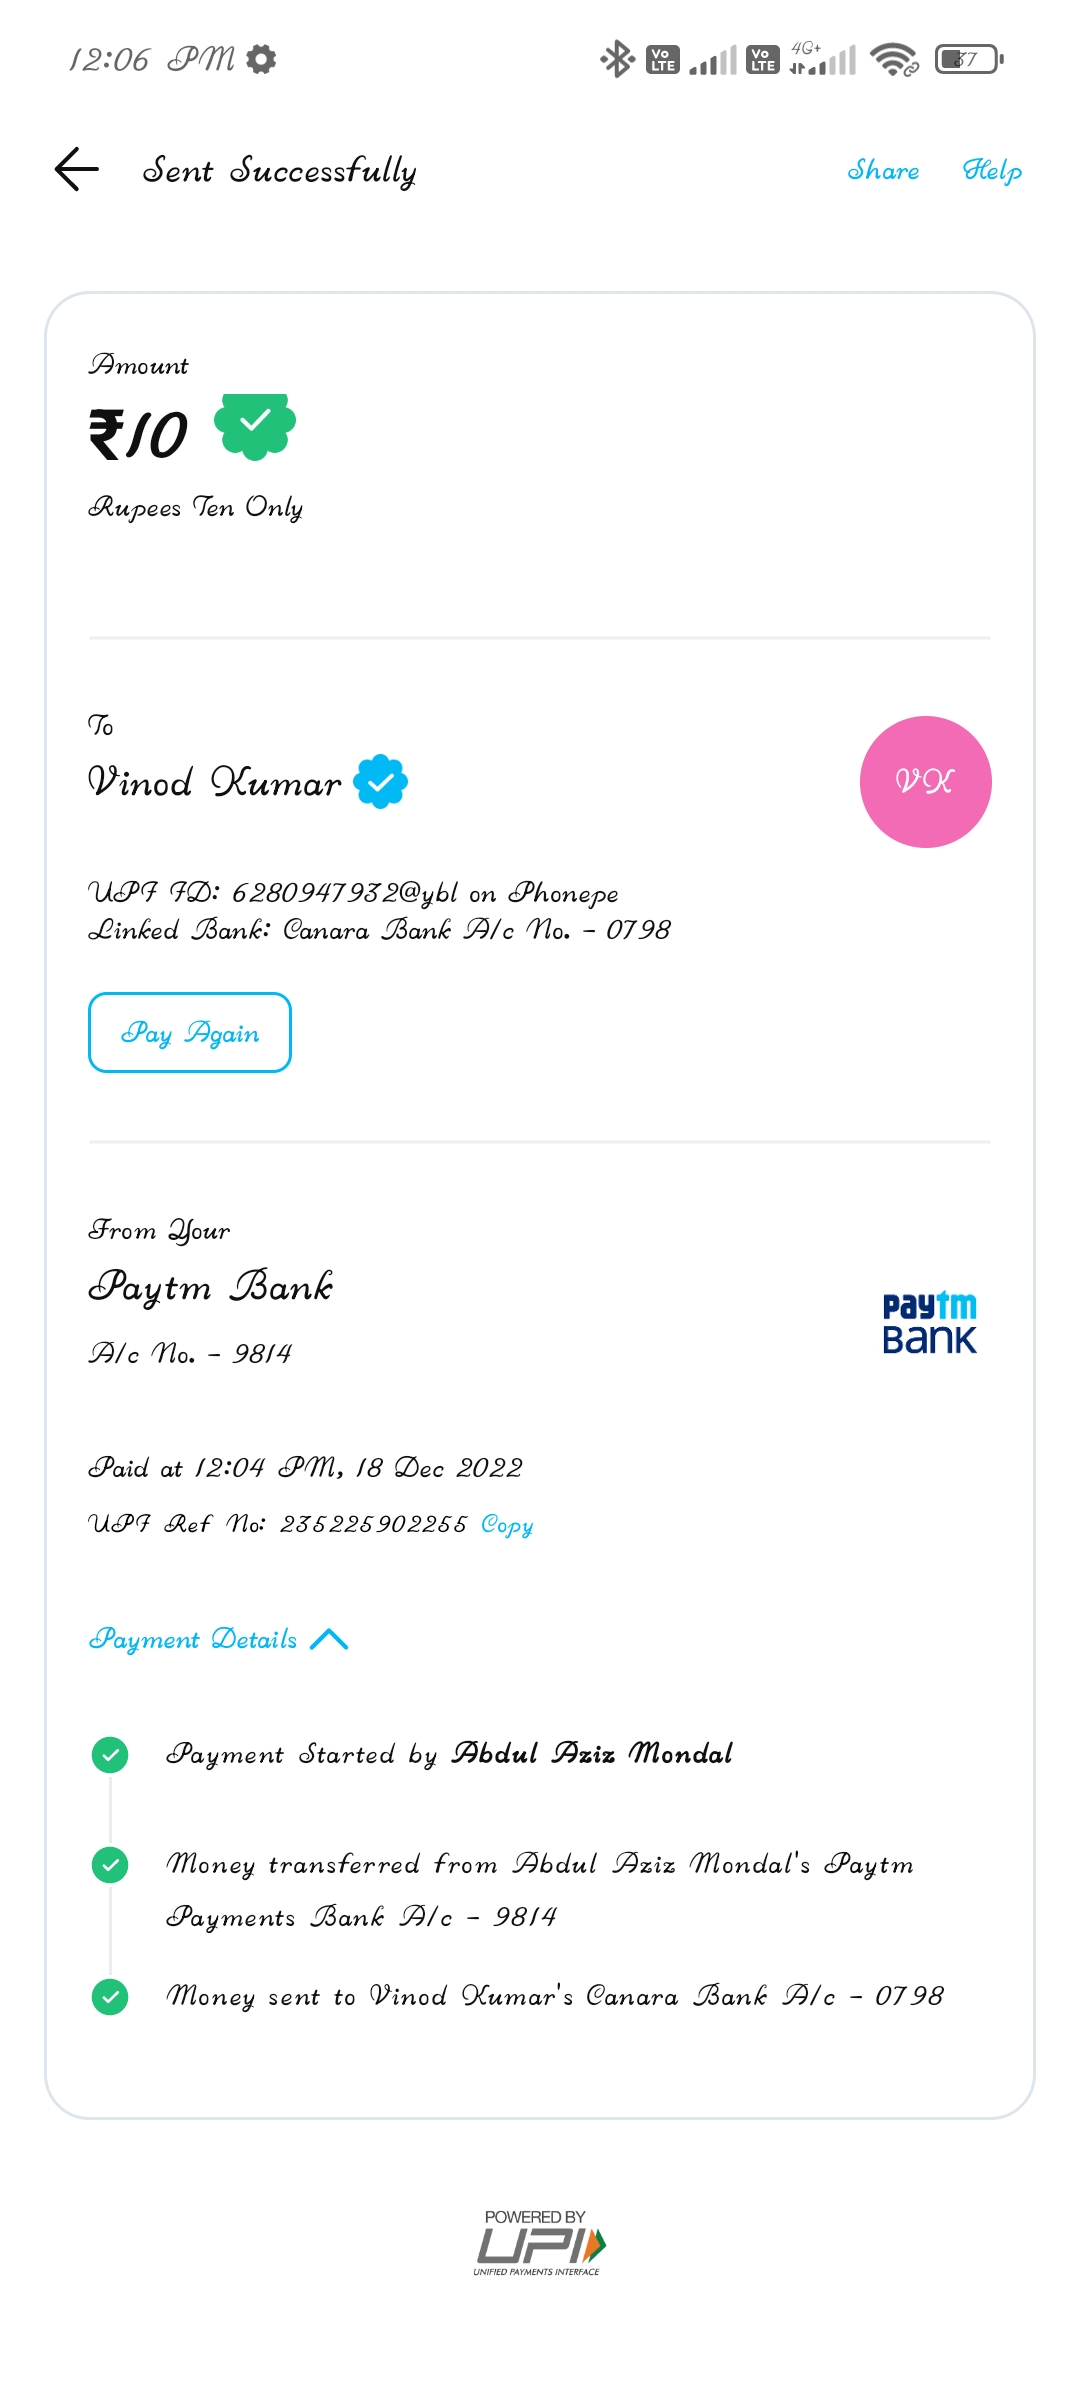 12:06 PM Vo LTE Vo LTE 4G+ 37
Sent Successfully Share Help
Amount
₹10
Rupees Ten Only
To
Vinod Kumar VK
UPI ID: 6280947932@ybl on Phonepe
Linked Bank: Canara Bank A/c No. - 0798
Pay Again
From Your
Paytm Bank
paytm
BANK
A/c No. - 9814
Paid at 12:04 PM, 18 Dec 2022
UPI Ref No: 235225902255 Copy
Payment Details
Payment Started by Abdul Aziz Mondal
Money transferred from Abdul Aziz Mondal's Paytm
Payments Bank A/c - 9814
Money sent to Vinod Kumar's Canara Bank A/c - 0798
POWERED BY
UPI
UNIFIED PAYMENTS INTERFACE